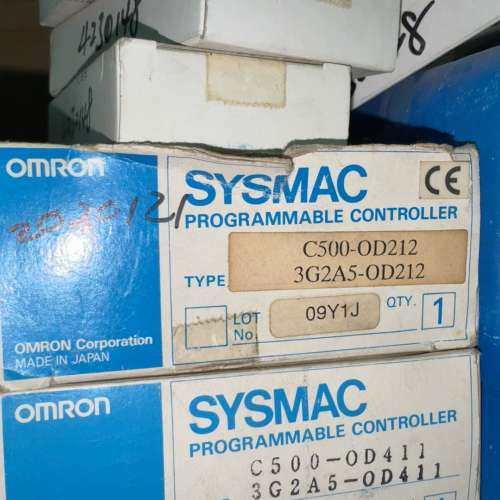 4230148
OMRON
SYSMAC
CE
PROGRAMMABLE CONTROLLER
C500-OD212
TYPE 3G2A5-OD212
LOT No. 09Y1J QTY. 1
OMRON Corporation
MADE IN JAPAN
OMRON
SYSMAC
PROGRAMMABLE CONTROLLER
C500-OD411
3G2A5-OD411